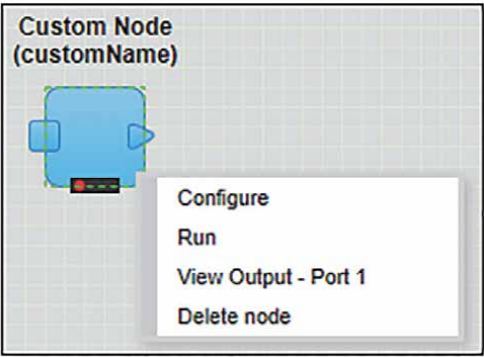 Custom Node
(customName)
Configure
Run
View Output - Port 1
Delete node